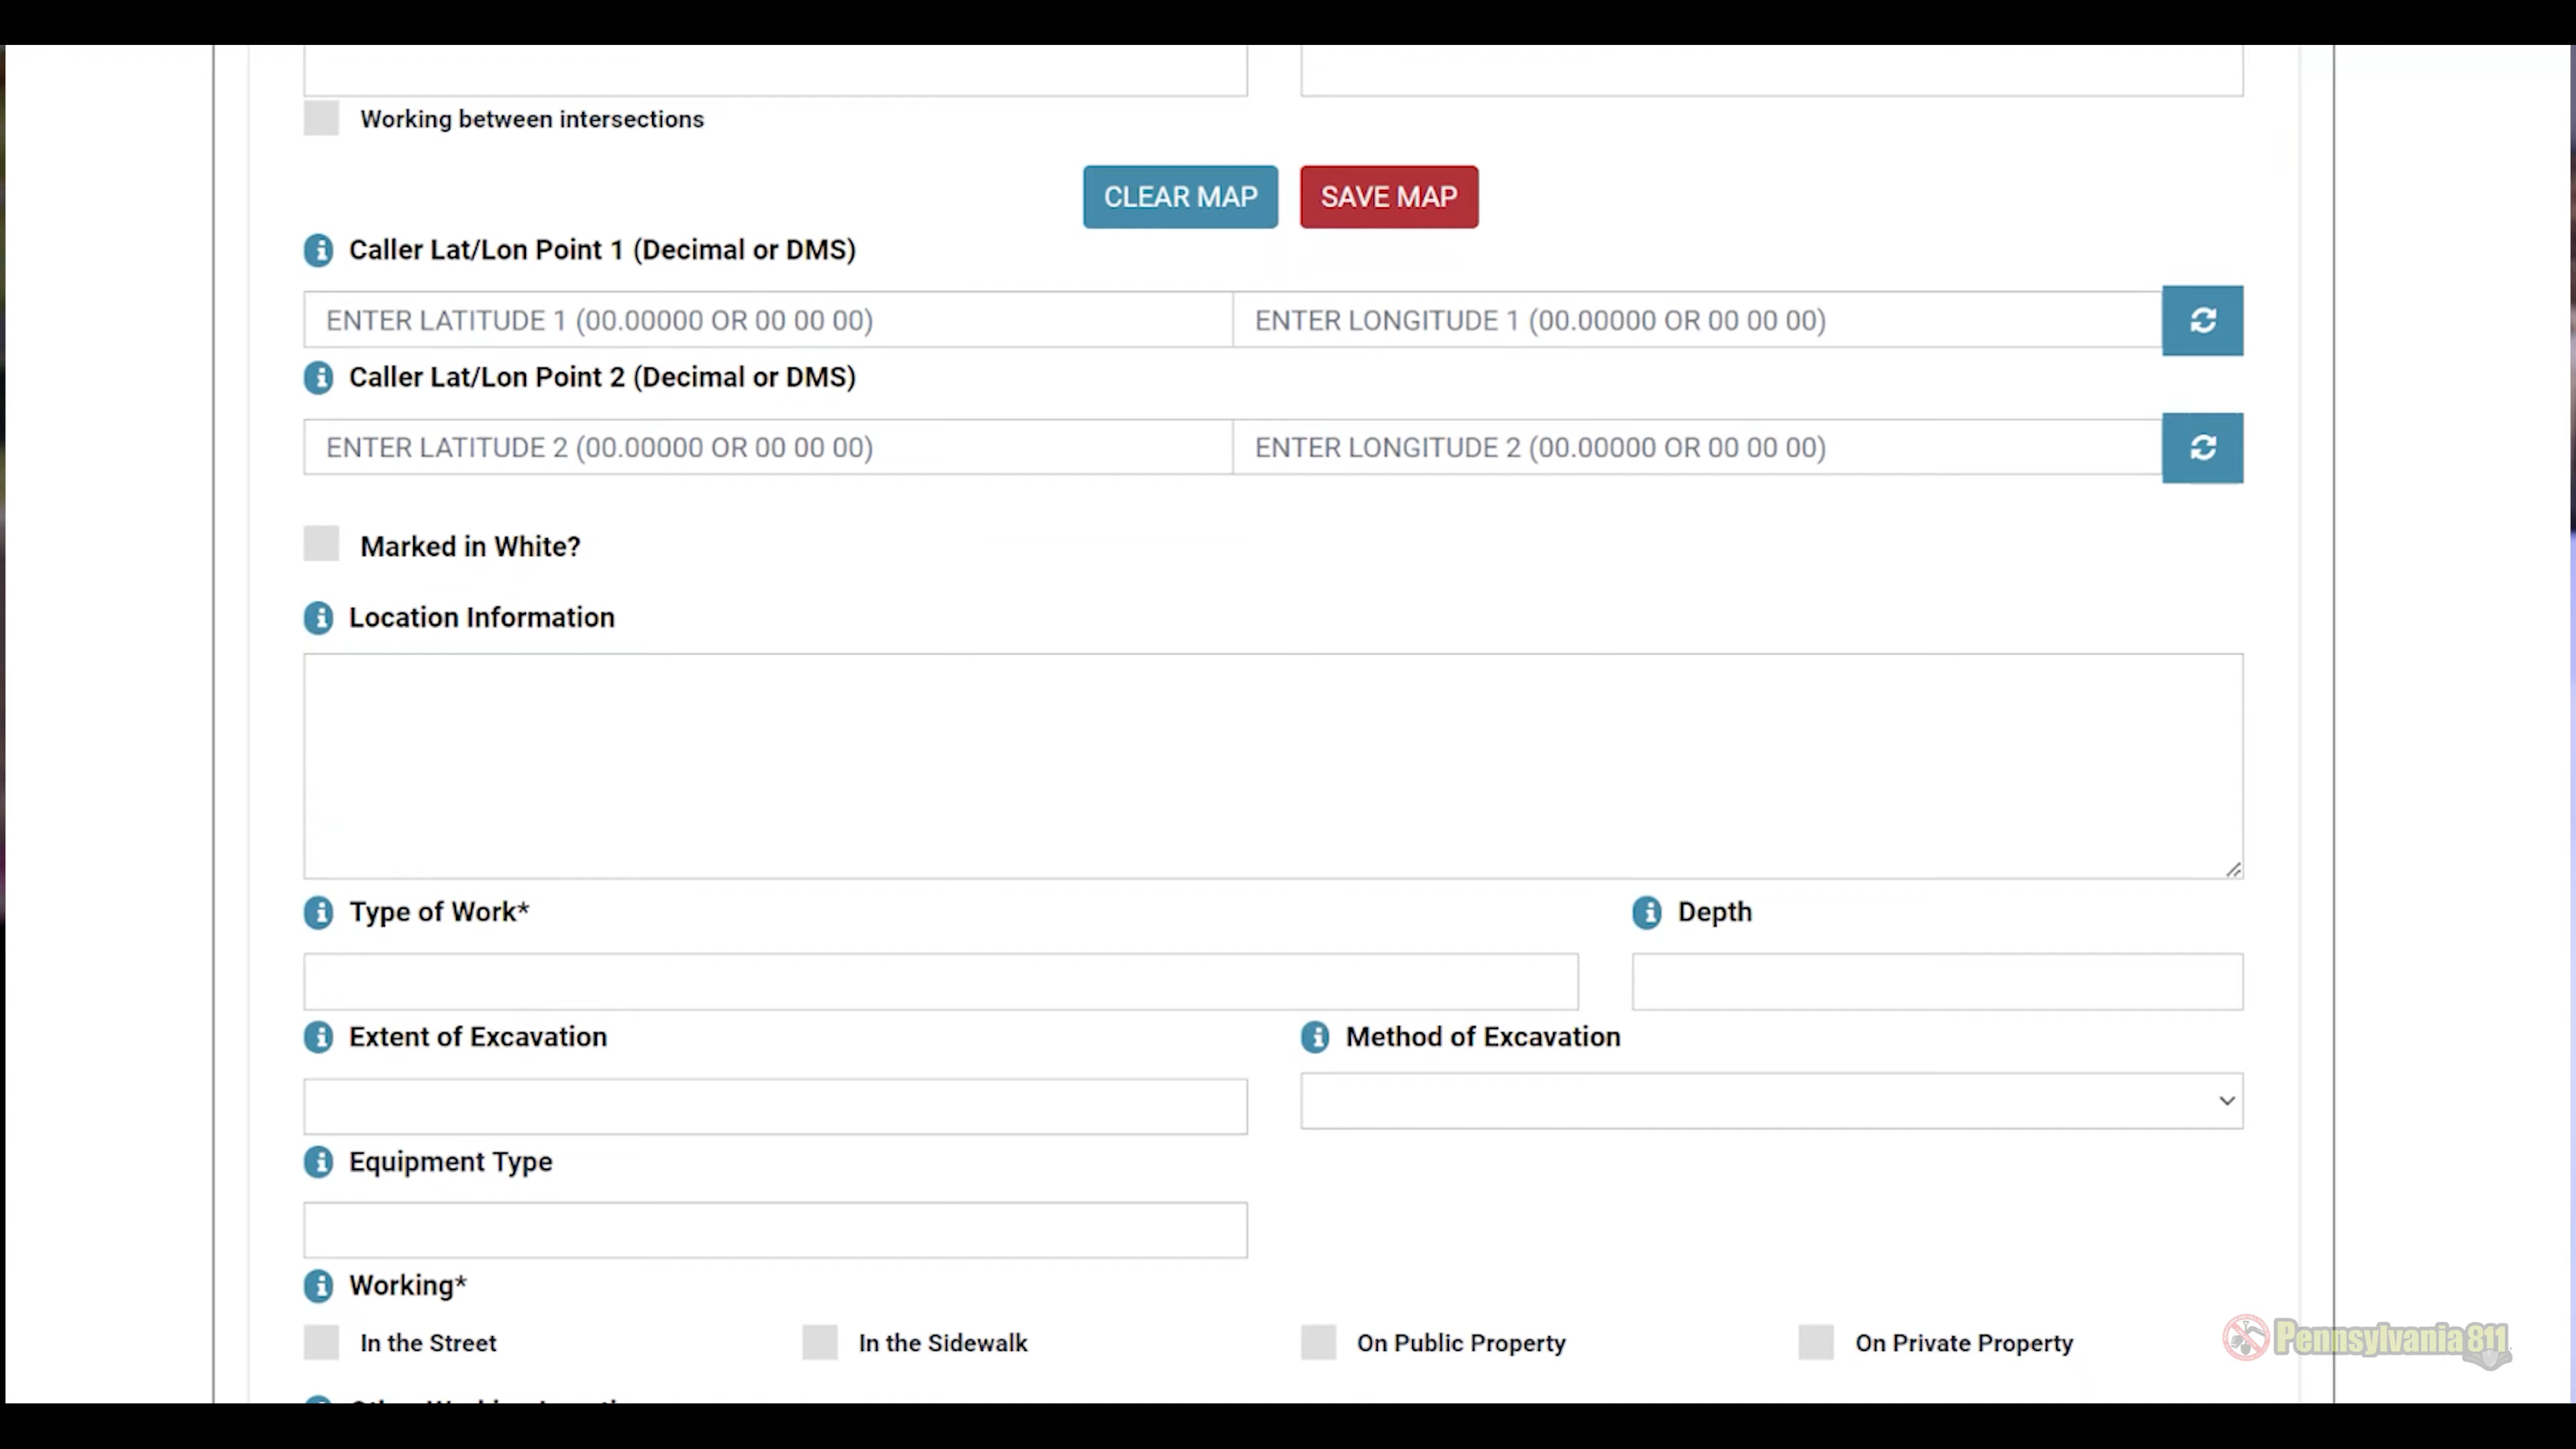 Working between intersections
CLEAR MAP SAVE MAP
Caller Lat/Lon Point 1 (Decimal or DMS)
ENTER LATITUDE 1 (00.00000 OR 00 00 00) ENTER LONGITUDE 1 (00.00000 OR 00 00 00)
Caller Lat/Lon Point 2 (Decimal or DMS)
ENTER LATITUDE 2 (00.00000 OR 00 00 00) ENTER LONGITUDE 2 (00.00000 OR 00 00 00)
Marked in White?
Location Information
Type of Work* Depth
Extent of Excavation Method of Excavation
Equipment Type
Working*
In the Street In the Sidewalk On Public Property On Private Property
Pennsylvania 811